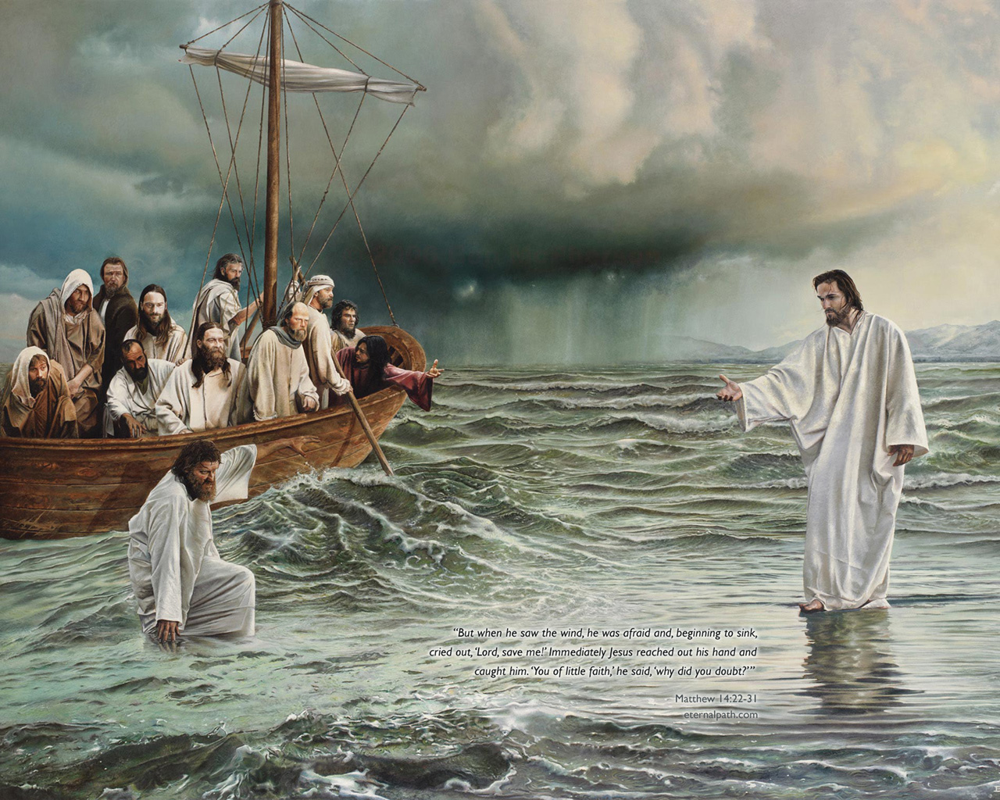 “But when he saw the wind, he was afraid and, beginning to sink,
cried out, ‘Lord, save me!’ Immediately Jesus reached out his hand and
caught him. ‘You of little faith,’ he said, ‘why did you doubt?’”
Matthew 14:22-31
eternalpath.com